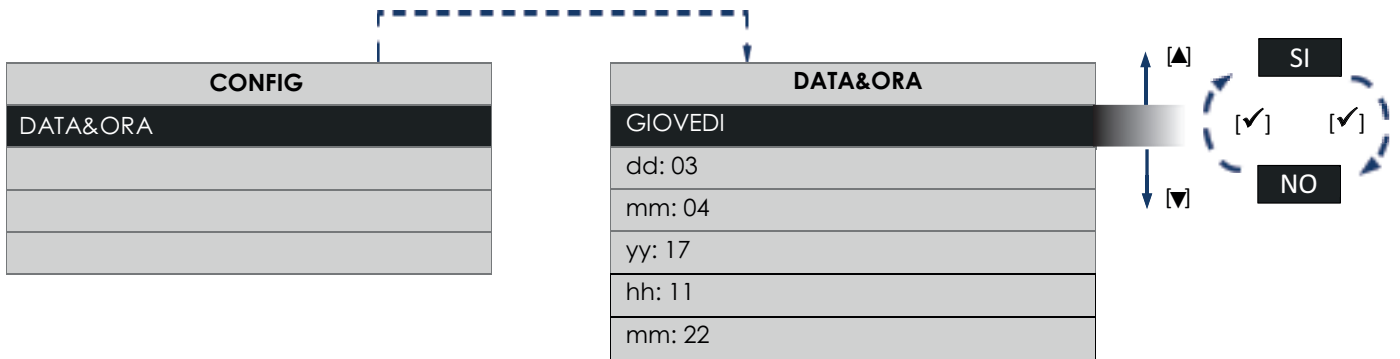 CONFIG
DATA&ORA
DATA&ORA
GIOVEDI
dd: 03
mm: 04
yy: 17
hh: 11
mm: 22
[▲]
SI
[✔] [✔]
NO
[▼]